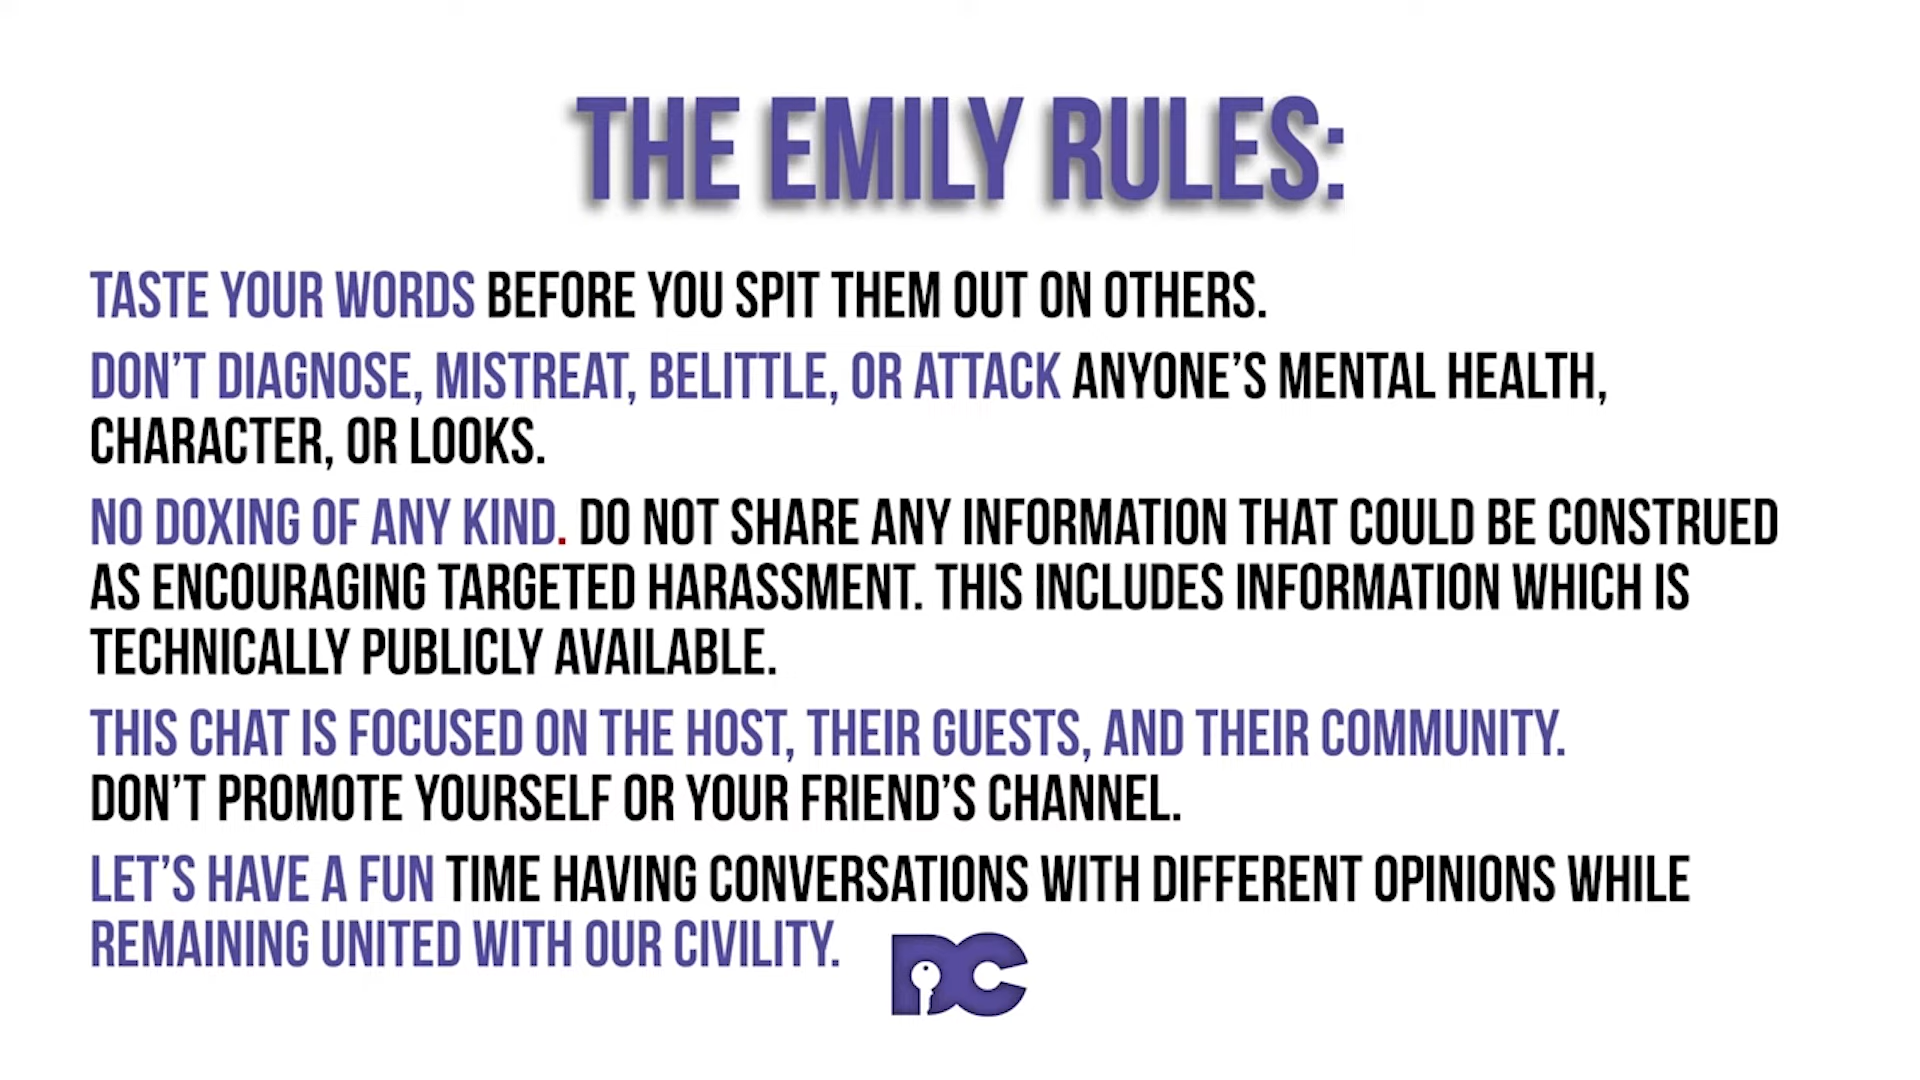 THE EMILY RULES:
TASTE YOUR WORDS BEFORE YOU SPIT THEM OUT ON OTHERS.
DON'T DIAGNOSE, MISTREAT, BELITTLE, OR ATTACK ANYONE'S MENTAL HEALTH,
CHARACTER, OR LOOKS.
NO DOXING OF ANY KIND. DO NOT SHARE ANY INFORMATION THAT COULD BE CONSTRUED
AS ENCOURAGING TARGETED HARASSMENT. THIS INCLUDES INFORMATION WHICH IS
TECHNICALLY PUBLICLY AVAILABLE.
THIS CHAT IS FOCUSED ON THE HOST, THEIR GUESTS, AND THEIR COMMUNITY.
DON'T PROMOTE YOURSELF OR YOUR FRIEND'S CHANNEL.
LET'S HAVE A FUN TIME HAVING CONVERSATIONS WITH DIFFERENT OPINIONS WHILE
REMAINING UNITED WITH OUR CIVILITY.
DC